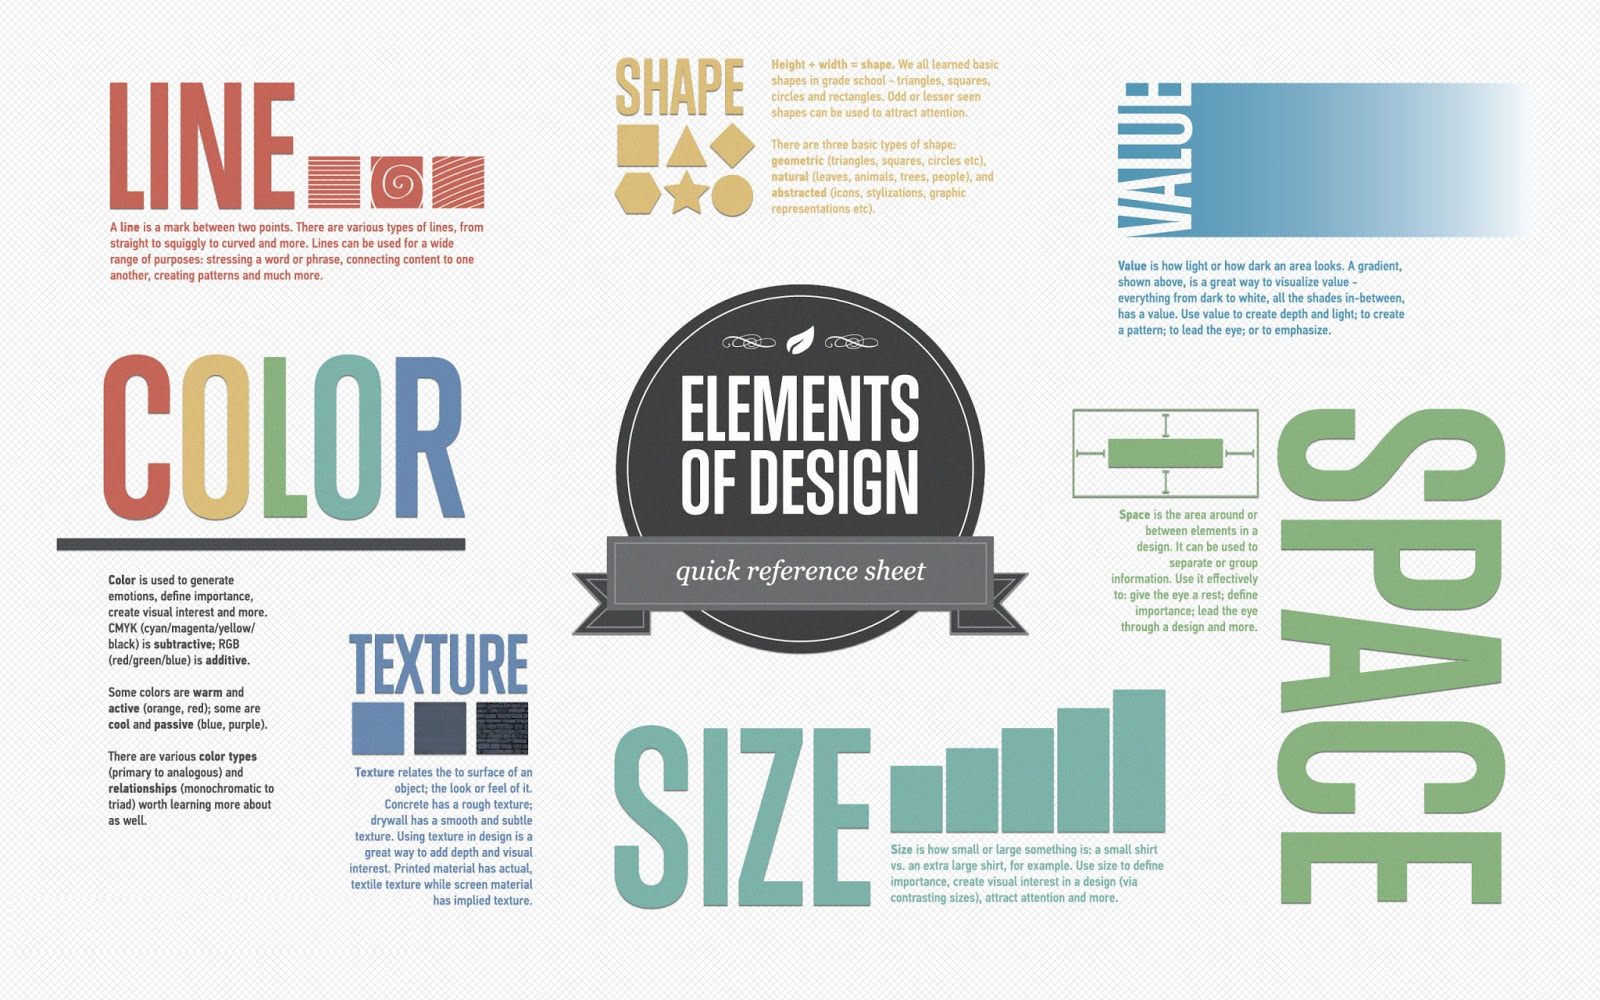 LINE
A line is a mark between two points. There are various types of lines, from
straight to squiggly to curved and more. Lines can be used for a wide
range of purposes: stressing a word or phrase, connecting content to one
another, creating patterns and much more.
SHAPE
Height + width = shape. We all learned basic
shapes in grade school - triangles, squares,
circles and rectangles. Odd or lesser seen
shapes can be used to attract attention.
There are three basic types of shape:
geometric (triangles, squares, circles etc),
natural (leaves, animals, trees, people), and
abstracted (icons, stylizations, graphic
representations etc).
VALUE
Value is how light or how dark an area looks. A gradient,
shown above, is a great way to visualize value -
everything from dark to white, all the shades in-between,
has a value. Use value to create depth and light; to create
a pattern; to lead the eye; or to emphasize.
COLOR
Color is used to generate
emotions, define importance,
create visual interest and more.
CMYK (cyan/magenta/yellow/
black) is subtractive; RGB
(red/green/blue) is additive.
Some colors are warm and
active (orange, red); some are
cool and passive (blue, purple).
There are various color types
(primary to analogous) and
relationships (monochromatic to
triad) worth learning more about
as well.
ELEMENTS
OF DESIGN
quick reference sheet
SPACE
Space is the area around or
between elements in a
design. It can be used to
separate or group
information. Use it effectively
to: give the eye a rest; define
importance; lead the eye
through a design and more.
TEXTURE
Texture relates the to surface of an
object; the look or feel of it.
Concrete has a rough texture;
drywall has a smooth and subtle
texture. Using texture in design is a
great way to add depth and visual
interest. Printed material has actual,
textile texture while screen material
has implied texture.
SIZE
Size is how small or large something is: a small shirt
vs. an extra large shirt, for example. Use size to define
importance, create visual interest in a design (via
contrasting sizes), attract attention and more.